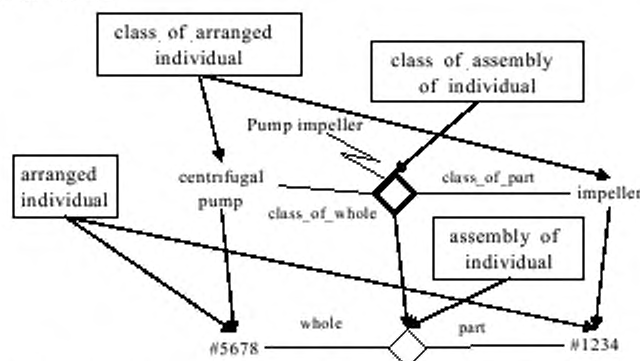 class of arranged
individual
class of assembly
of individual
Pump impeller
arranged
individual
centrifugal
pump
class_of_part
impeller
class_of_whole
assembly of
individual
whole
part
#5678
#1234